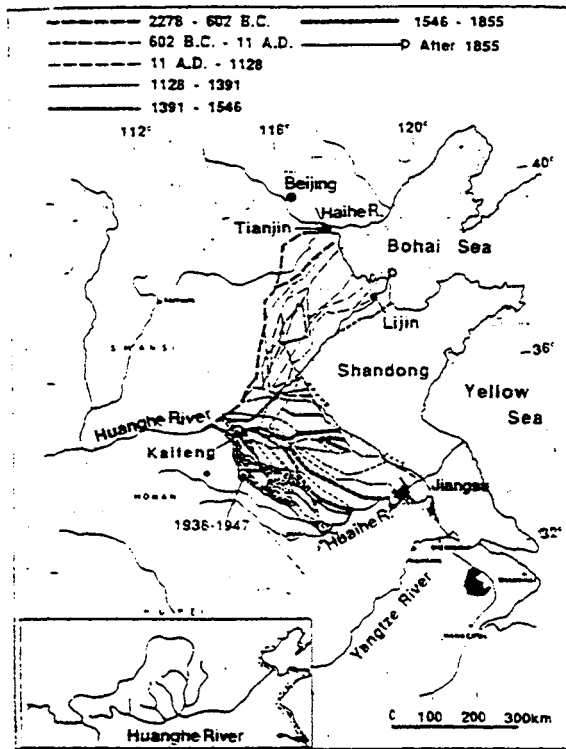 2278 - 602 B.C.
1546 - 1855
602 B.C. - 11 A.D.
After 1855
11 A.D. - 1128
1128 - 1391
1391 - 1546
112°
116°
120°
40°
Beijing
Haihe R.
Tianjin
Bohai Sea
Lijin
36°
SHANSI
Shandong
Yellow
Sea
Huanghe River
Kaifeng
HONAN
Jiangsu
Huaihe R.
1938-1947
32°
Yangtze River
Huanghe River
0 100 200 300km